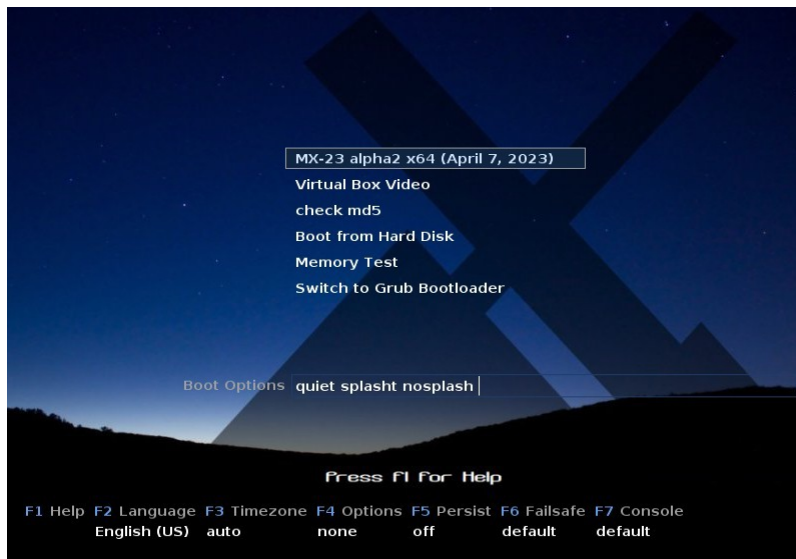 MX-23 alpha2 x64 (April 7, 2023)
Virtual Box Video
check md5
Boot from Hard Disk
Memory Test
Switch to Grub Bootloader
Boot Options quiet splasht nosplash
Press F1 for Help
F1 Help F2 Language F3 Timezone F4 Options F5 Persist F6 Failsafe F7 Console
English (US) auto none off default default